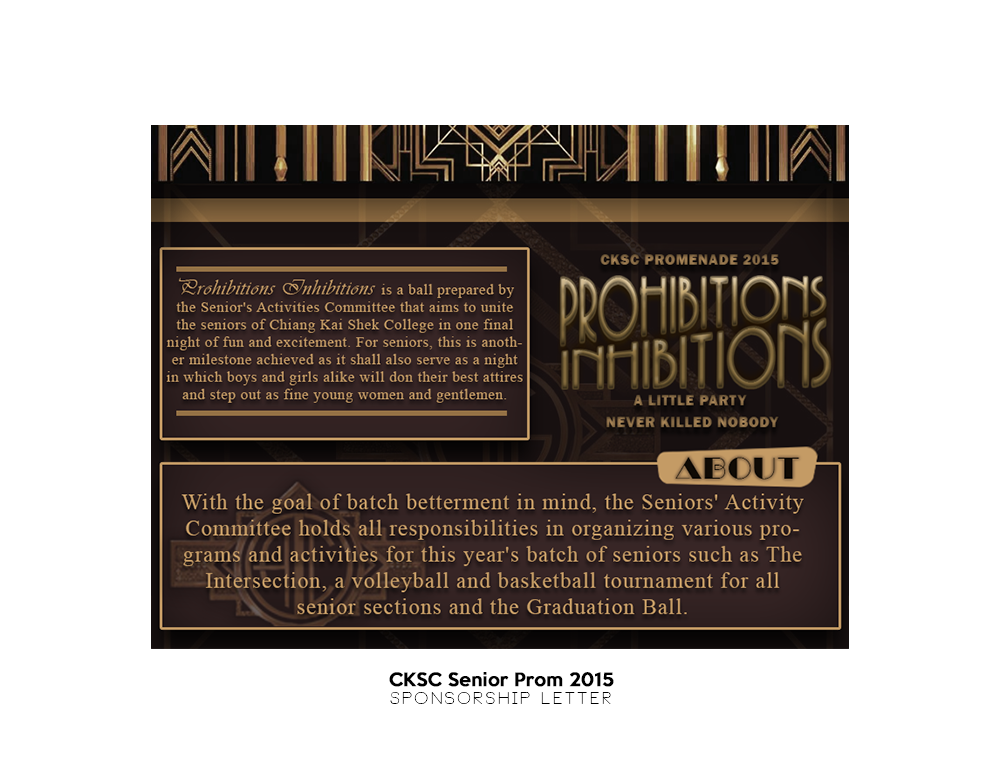 Prohibitions Inhibitions is a ball prepared by
the Senior's Activities Committee that aims to unite
the seniors of Chiang Kai Shek College in one final
night of fun and excitement. For seniors, this is anoth-
er milestone achieved as it shall also serve as a night
in which boys and girls alike will don their best attires
and step out as fine young women and gentlemen.
CKSC PROMENADE 2015
PROHIBITIONS
INHIBITIONS
A LITTLE PARTY
NEVER KILLED NOBODY
ABOUT
With the goal of batch betterment in mind, the Seniors' Activity
Committee holds all responsibilities in organizing various pro-
grams and activities for this year's batch of seniors such as The
Intersection, a volleyball and basketball tournament for all
senior sections and the Graduation Ball.
CKSC Senior Prom 2015
SPONSORSHIP LETTER